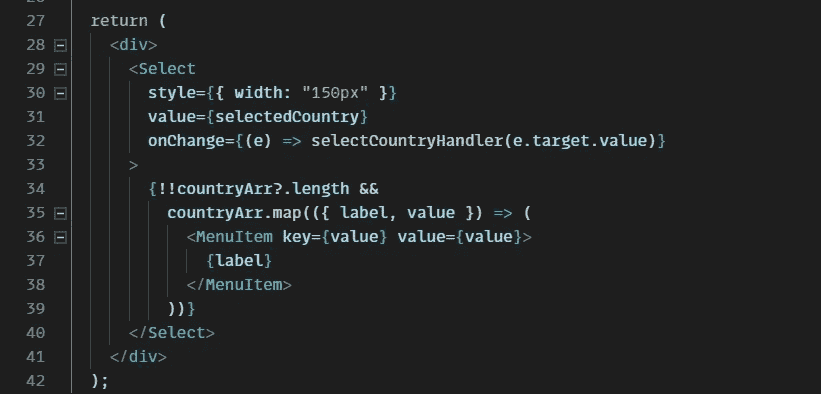 27 return (
28 <div>
29 <Select
30 style={{ width: "150px" }}
31 value={selectedCountry}
32 onChange={(e) => selectCountryHandler(e.target.value)}
33 >
34 {!!countryArr?.length &&
35 countryArr.map(({ label, value }) => (
36 <MenuItem key={value} value={value}>
37 {label}
38 </MenuItem>
39 ))}
40 </Select>
41 </div>
42 );